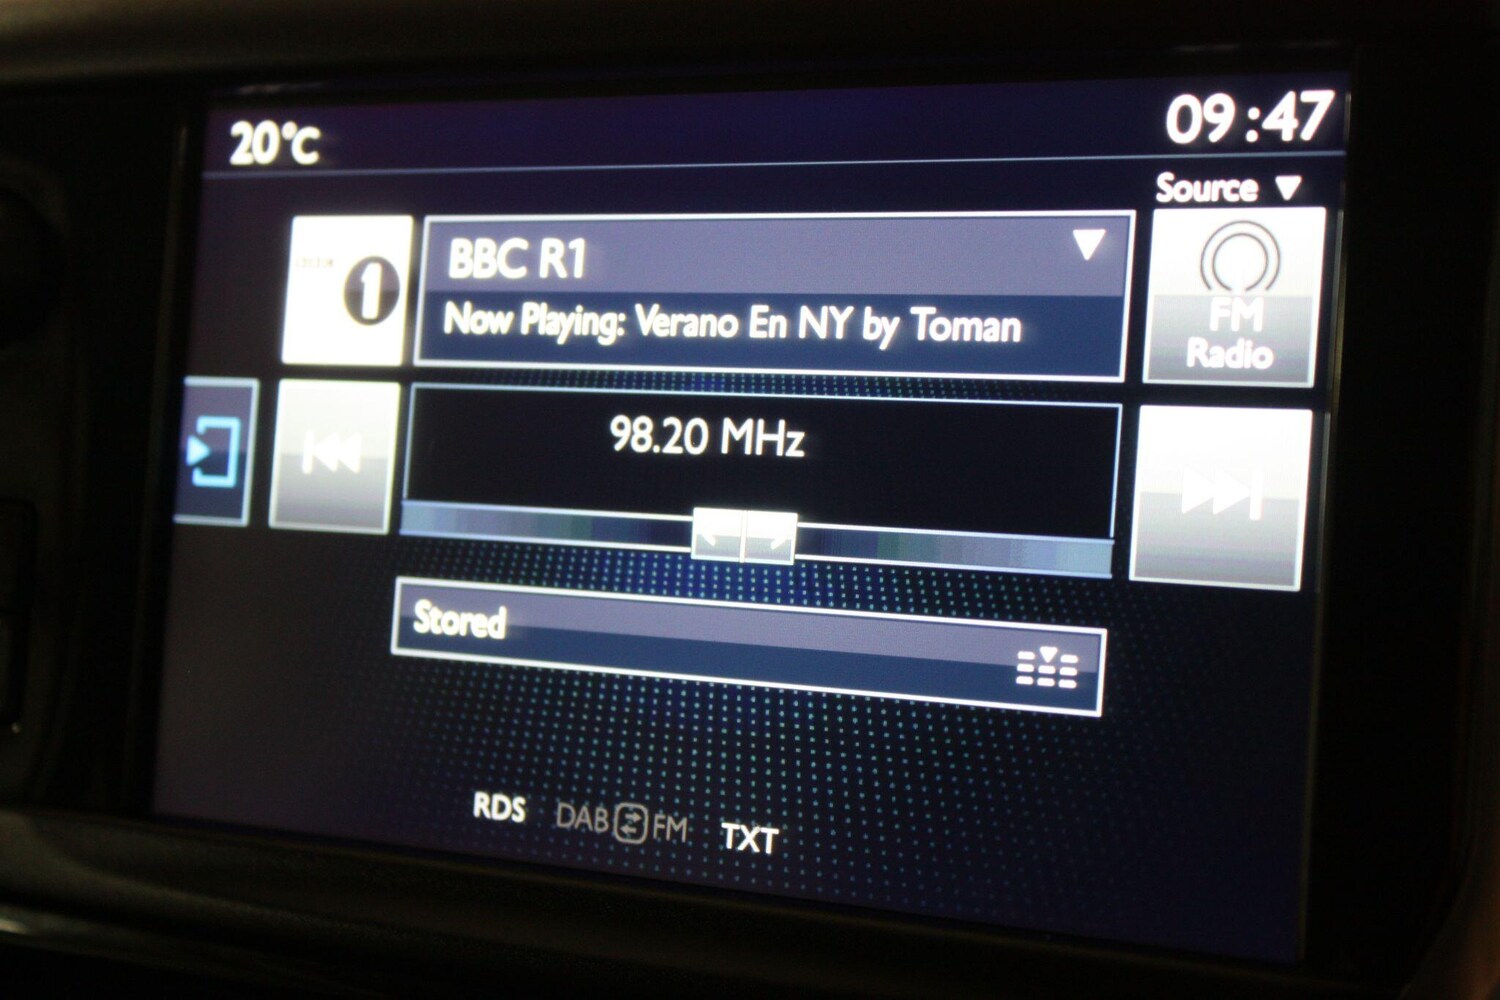 20°C
09:47
Source
1
BBC R1
Now Playing: Verano En NY by Toman
FM
Radio
98.20 MHz
Stored
RDS
DAB FM
TXT